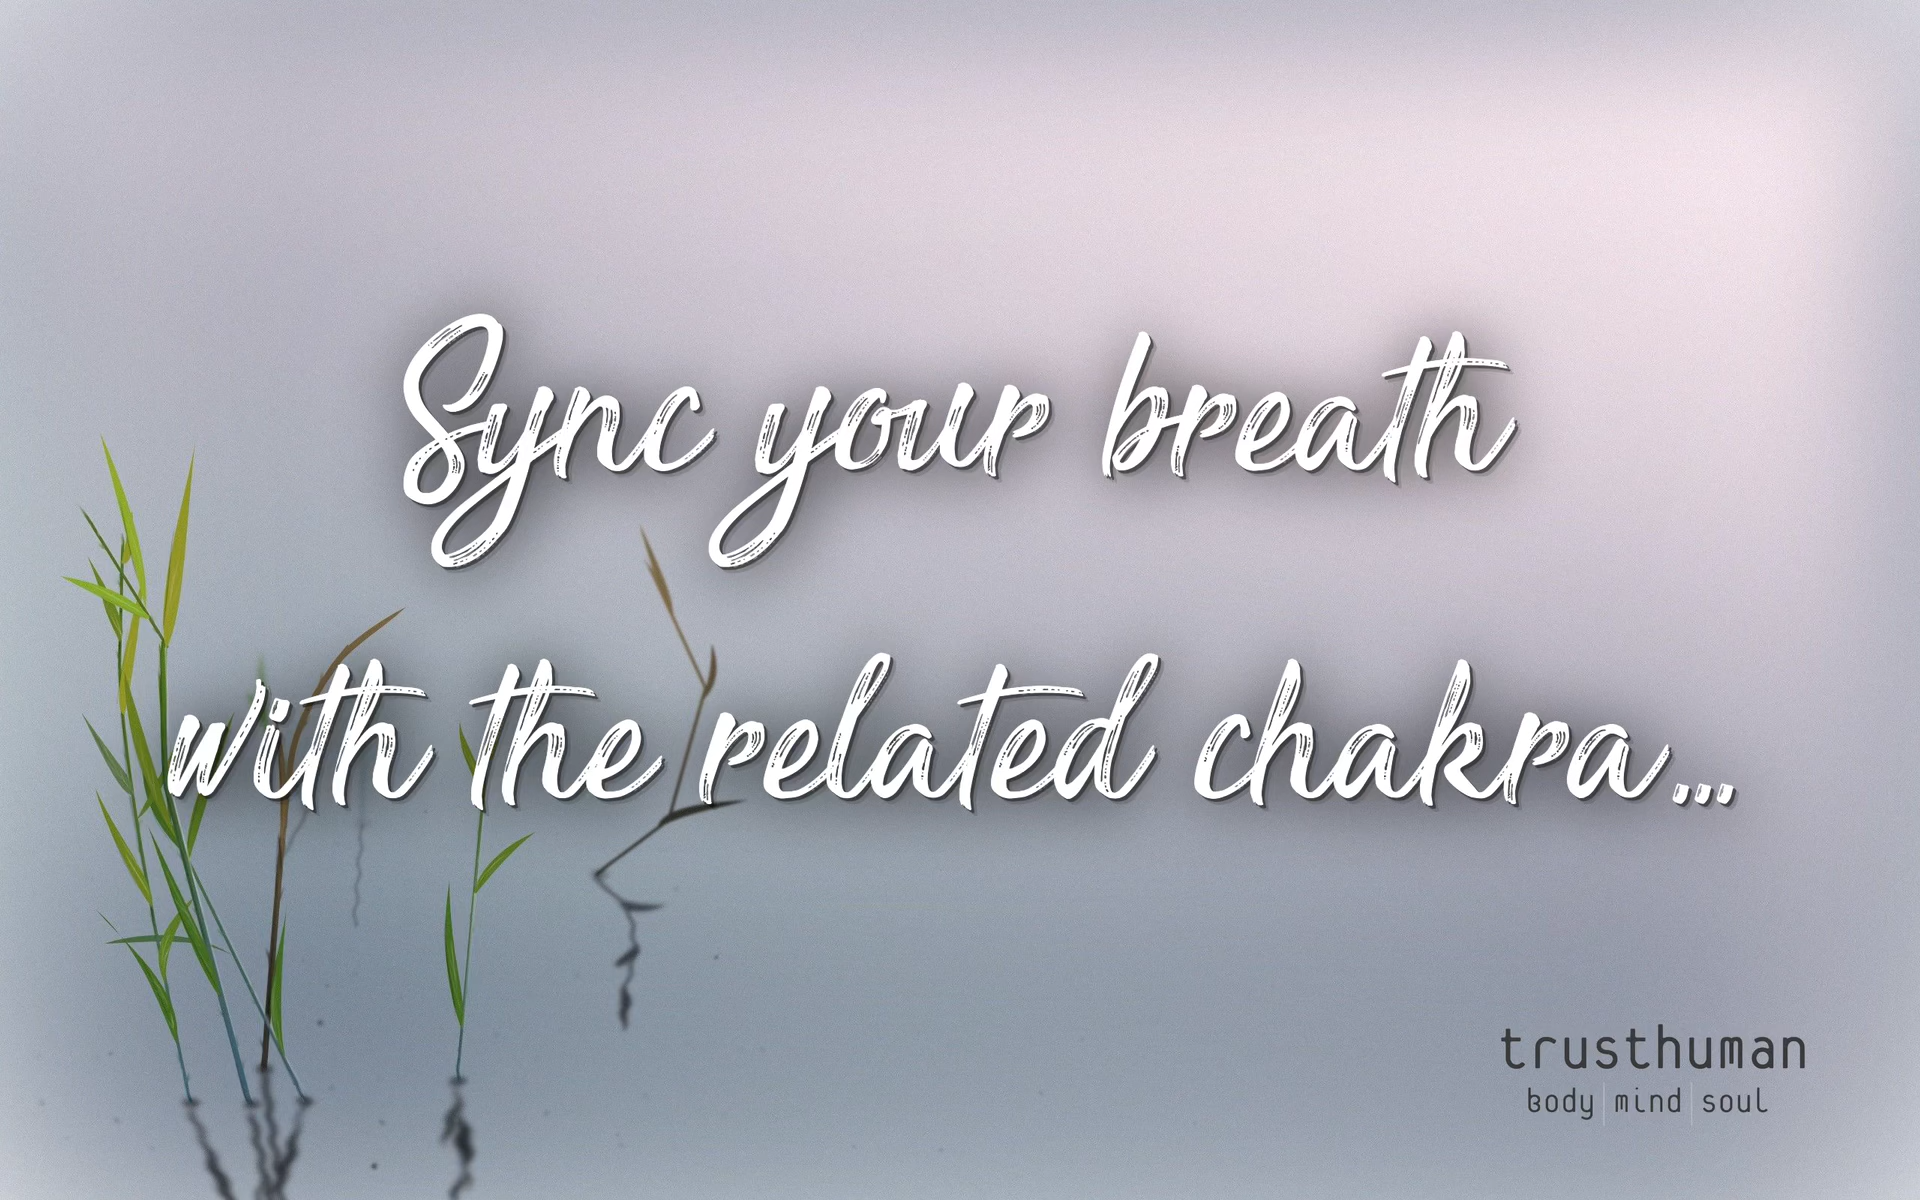 Sync your breath
with the related chakra...
trusthuman
body mind soul